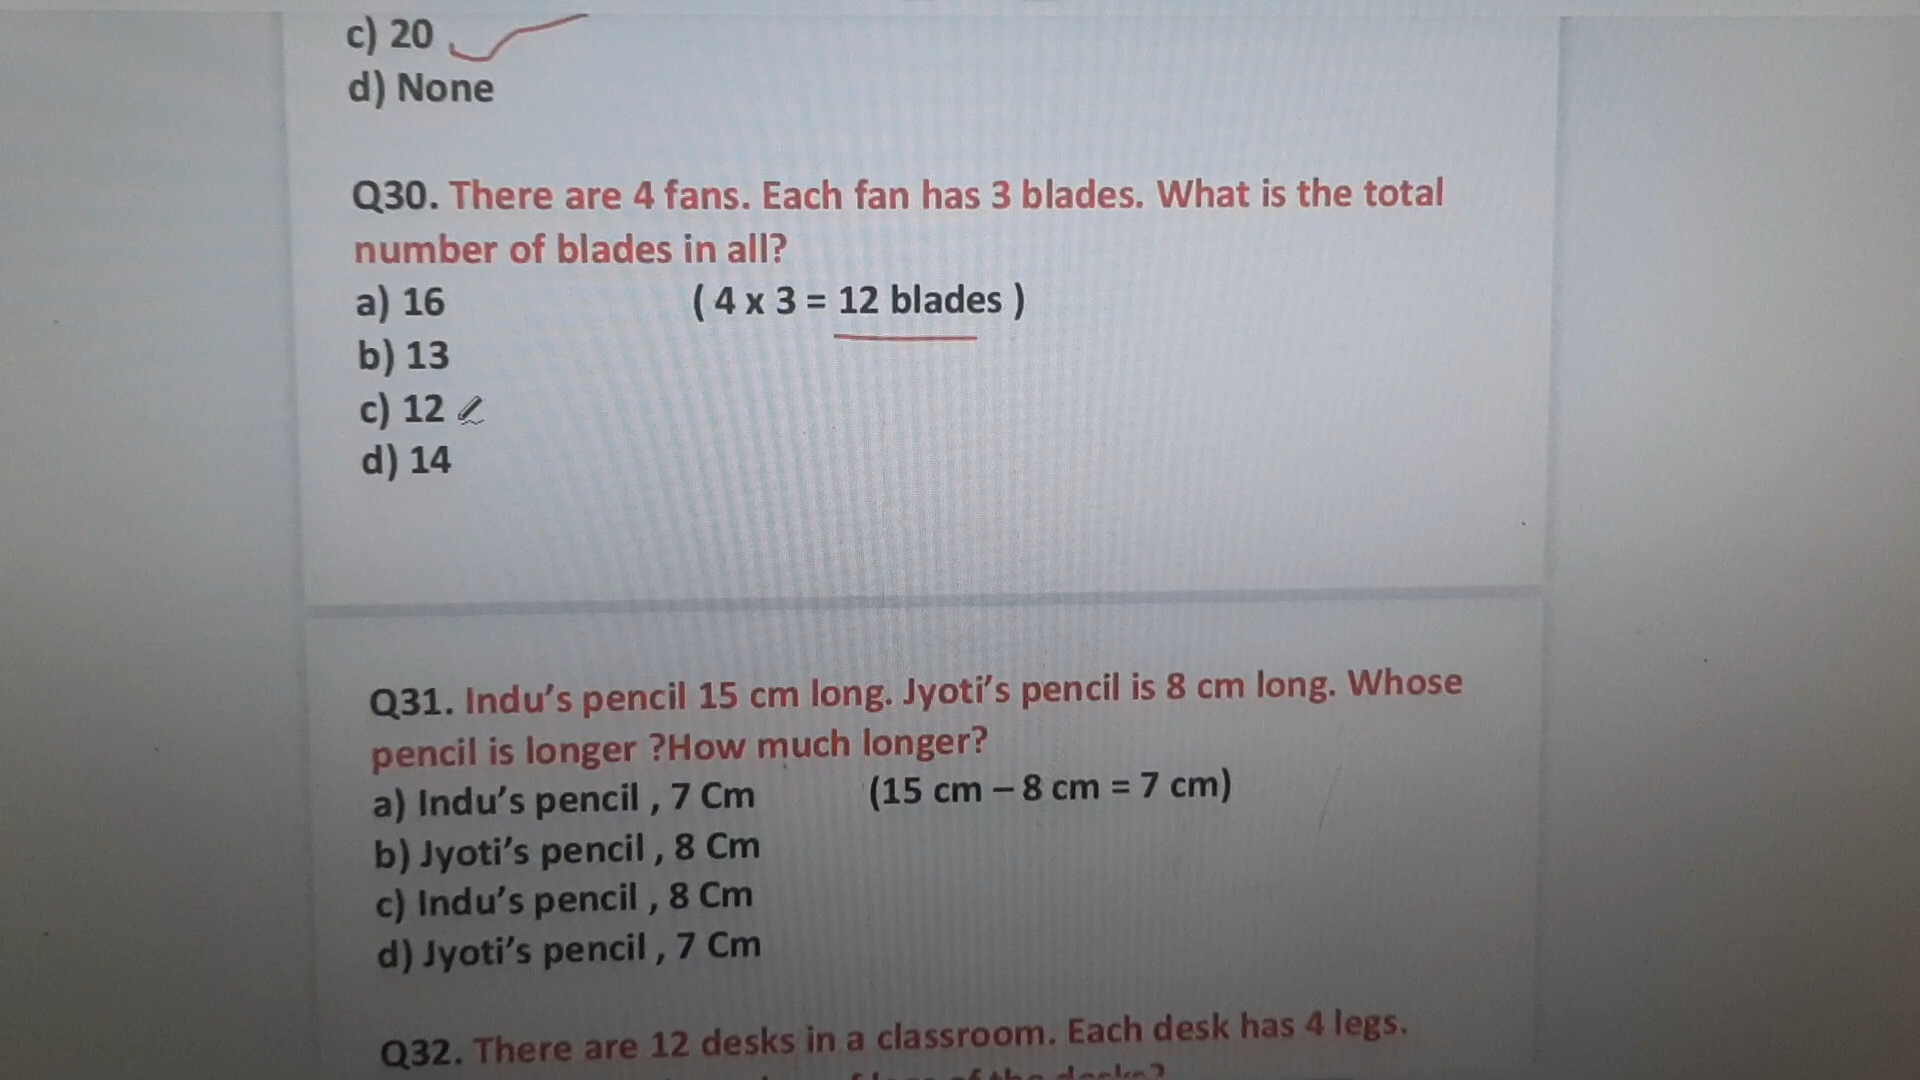 c) 20
d) None
Q30. There are 4 fans. Each fan has 3 blades. What is the total
number of blades in all?
a) 16 ( 4 x 3 = 12 blades )
b) 13
c) 12
d) 14
Q31. Indu's pencil 15 cm long. Jyoti's pencil is 8 cm long. Whose
pencil is longer ?How much longer?
a) Indu's pencil , 7 Cm (15 cm – 8 cm = 7 cm)
b) Jyoti's pencil , 8 Cm
c) Indu's pencil , 8 Cm
d) Jyoti's pencil , 7 Cm
Q32. There are 12 desks in a classroom. Each desk has 4 legs.